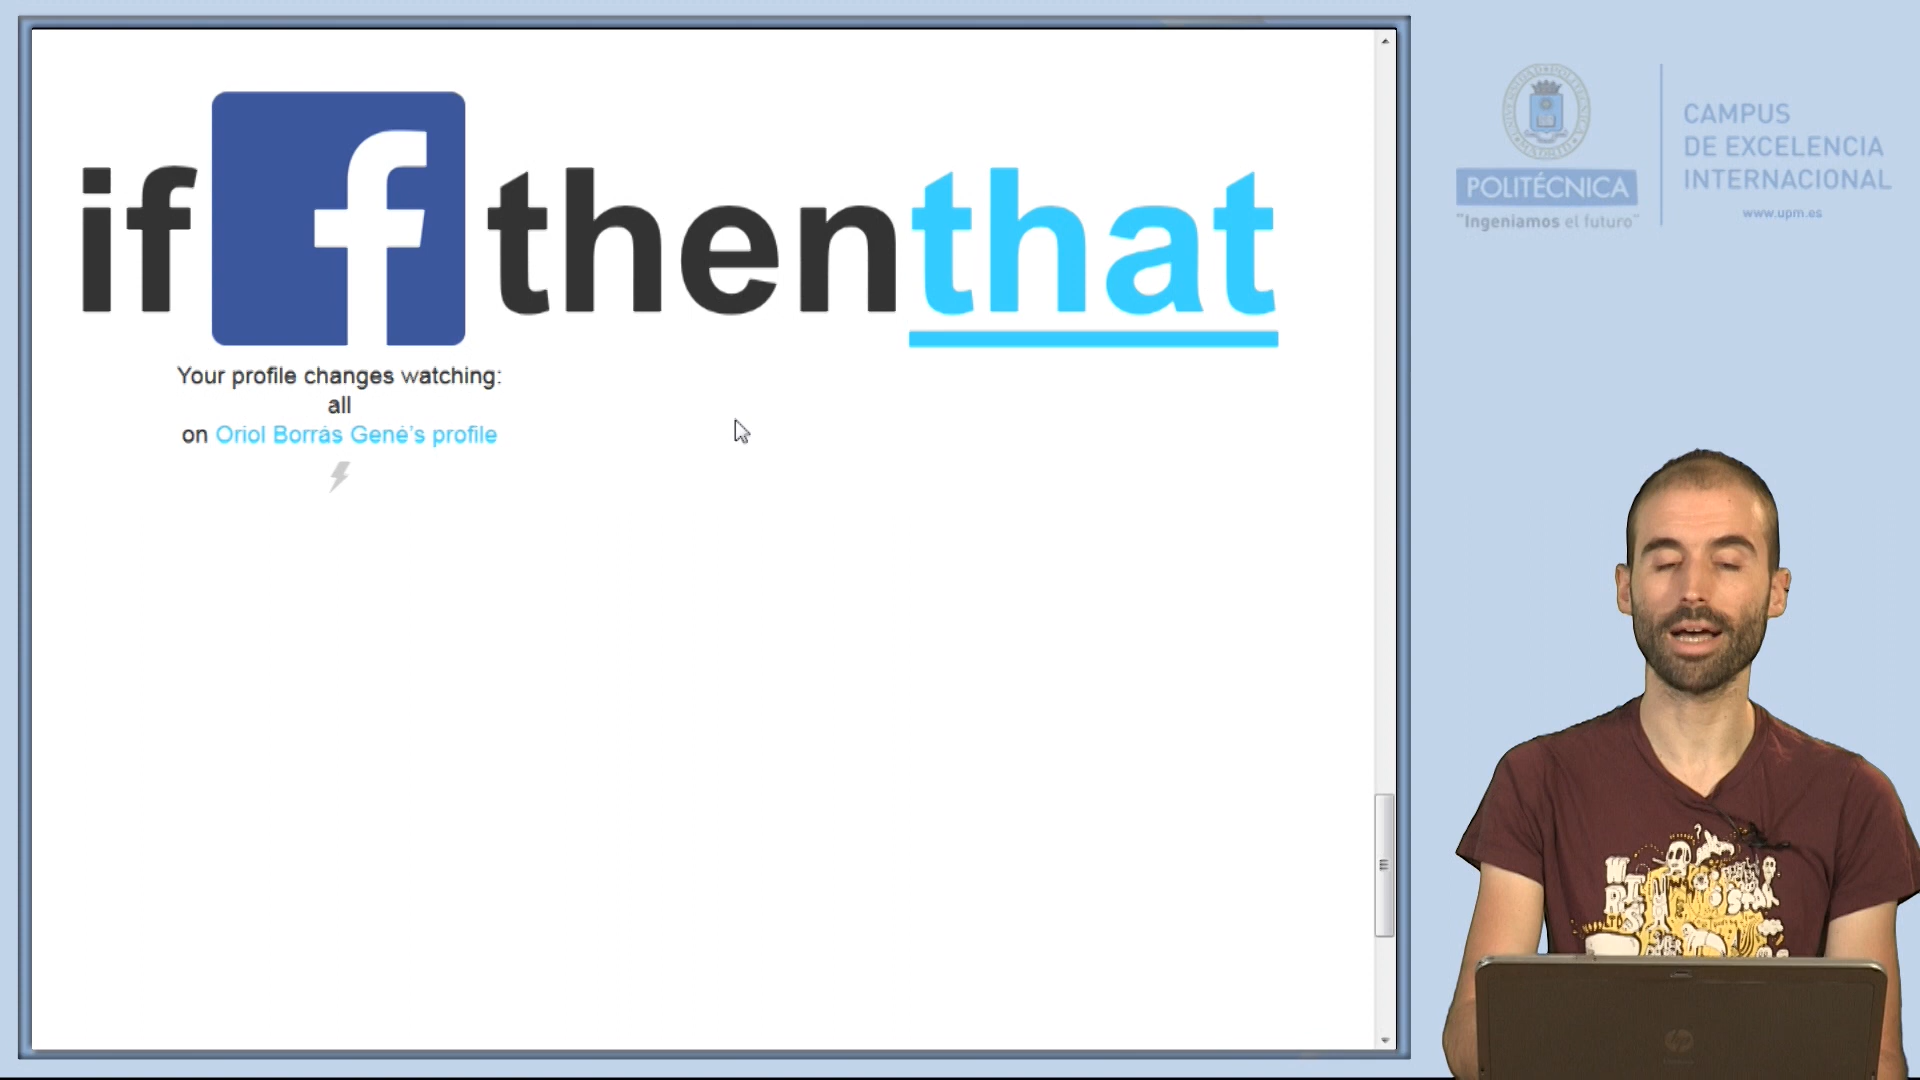 if f then that
Your profile changes watching:
all
on Oriol Borrás Gené's profile
POLITÉCNICA
"Ingeniamos el futuro"
CAMPUS
DE EXCELENCIA
INTERNACIONAL
www.upm.es
hp